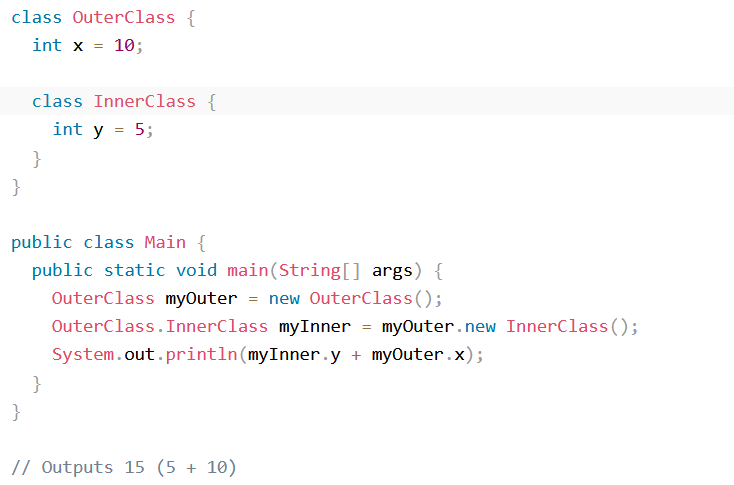 class OuterClass {
  int x = 10;

  class InnerClass {
    int y = 5;
  }
}

public class Main {
  public static void main(String[] args) {
    OuterClass myOuter = new OuterClass();
    OuterClass.InnerClass myInner = myOuter.new InnerClass();
    System.out.println(myInner.y + myOuter.x);
  }
}

// Outputs 15 (5 + 10)